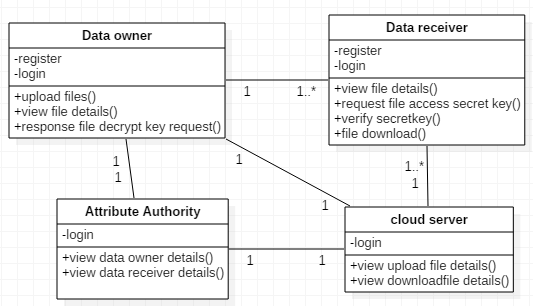 Data owner
-register
-login
+upload files()
+view file details()
+response file decrypt key request()
Data receiver
-register
-login
+view file details()
+request file access secret key()
+verify secretkey()
+file download()
1
1..*
1
1
1
1
1..*
1
Attribute Authority
-login
+view data owner details()
+view data receiver details()
1
1
cloud server
-login
+view upload file details()
+view downloadfile details()